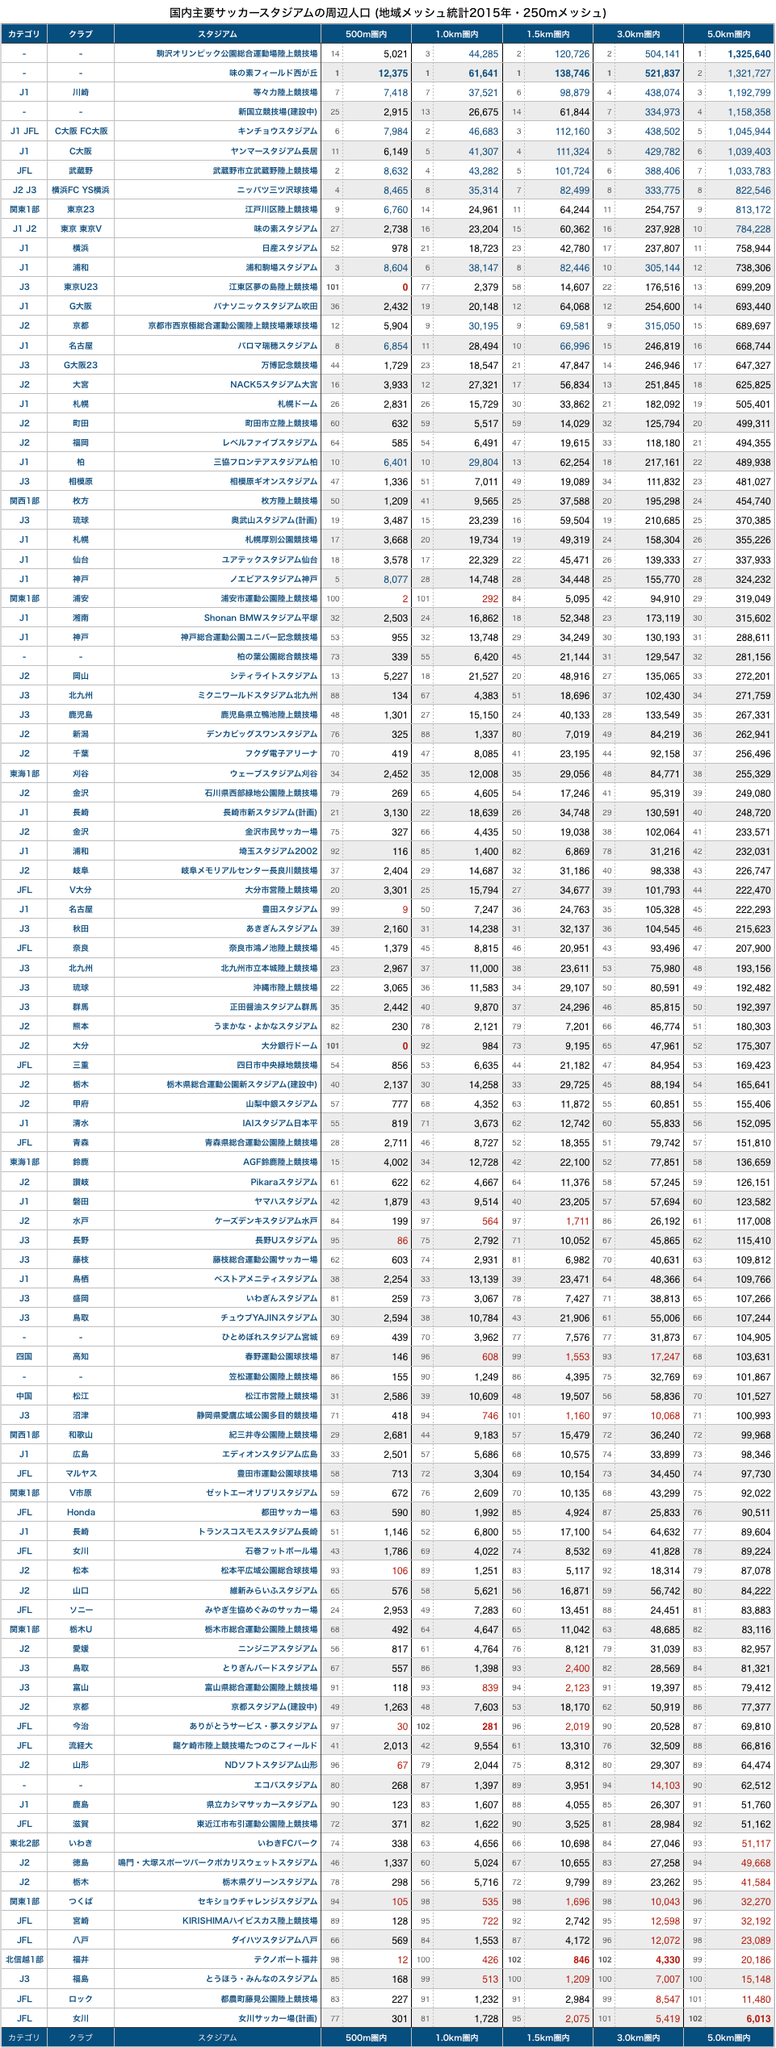 国内主要サッカースタジアムの周辺人口 (地域メッシュ統計2015年・250mメッシュ)
カテゴリ クラブ スタジアム 500m圏内 1.0km圏内 1.5km圏内 3.0km圏内 5.0km圏内
- - 駒沢オリンピック公園総合運動場陸上競技場 14 5,021 3 44,285 2 120,726 2 504,141 1 1,325,640
- - 味の素フィールド西が丘 1 12,375 1 61,641 1 138,746 1 521,837 2 1,321,727
J1 川崎 等々力陸上競技場 7 7,418 7 37,521 6 98,879 4 438,074 3 1,192,799
- - 新国立競技場(建設中) 25 2,915 13 26,675 14 61,844 7 334,973 4 1,158,358
J1 JFL C大阪 FC大阪 キンチョウスタジアム 6 7,984 2 46,683 3 112,160 3 438,502 5 1,045,944
J1 C大阪 ヤンマースタジアム長居 11 6,149 5 41,307 4 111,324 5 429,782 6 1,039,403
JFL 武蔵野 武蔵野市立武蔵野陸上競技場 2 8,632 4 43,282 5 101,724 6 388,406 7 1,033,783
J2 J3 横浜FC YS横浜 ニッパツ三ツ沢球技場 4 8,465 8 35,314 7 82,499 8 333,775 8 822,546
関東1部 東京23 江戸川区陸上競技場 9 6,760 14 24,961 11 64,244 11 254,757 9 813,172
J1 J2 東京 東京V 味の素スタジアム 27 2,738 16 23,204 15 60,362 16 237,928 10 784,228
J1 横浜 日産スタジアム 52 978 21 18,723 23 42,780 17 237,807 11 758,944
J1 浦和 浦和駒場スタジアム 3 8,604 6 38,147 8 82,446 10 305,144 12 738,306
J3 東京U23 江東区夢の島陸上競技場 101 0 77 2,379 58 14,607 22 176,516 13 699,209
J1 G大阪 パナソニックスタジアム吹田 36 2,432 19 20,148 12 64,068 12 254,600 14 693,440
J2 京都 京都市西京極総合運動公園陸上競技場兼球技場 12 5,904 9 30,195 9 69,581 9 315,050 15 689,697
J1 名古屋 パロマ瑞穂スタジアム 8 6,854 11 28,494 10 66,996 15 246,819 16 668,744
J3 G大阪23 万博記念競技場 44 1,729 23 18,547 21 47,847 14 246,946 17 647,327
J2 大宮 NACK5スタジアム大宮 16 3,933 12 27,321 17 56,834 13 251,845 18 625,825
J1 札幌 札幌ドーム 26 2,831 26 15,729 30 33,862 21 182,092 19 505,401
J2 町田 町田市立陸上競技場 60 632 59 5,517 59 14,029 32 125,794 20 499,311
J2 福岡 レベルファイブスタジアム 64 585 54 6,491 47 19,615 33 118,180 21 494,355
J1 柏 三協フロンテアスタジアム柏 10 6,401 10 29,804 13 62,254 18 217,161 22 489,938
J3 相模原 相模原ギオンスタジアム 47 1,336 51 7,011 49 19,089 34 111,832 23 481,027
関西1部 枚方 枚方陸上競技場 50 1,209 41 9,565 25 37,588 20 195,298 24 454,740
J3 琉球 奥武山スタジアム(計画) 19 3,487 15 23,239 16 59,504 19 210,685 25 370,385
J1 札幌 札幌厚別公園競技場 17 3,668 20 19,734 19 49,319 24 158,304 26 355,226
J1 仙台 ユアテックスタジアム仙台 18 3,578 17 22,329 22 45,471 26 139,333 27 337,933
J1 神戸 ノエビアスタジアム神戸 5 8,077 28 14,748 28 34,448 25 155,770 28 324,232
関東1部 浦安 浦安市運動公園陸上競技場 100 2 101 292 84 5,095 42 94,910 29 319,049
J1 湘南 Shonan BMWスタジアム平塚 32 2,503 24 16,862 18 52,348 23 173,119 30 315,602
J1 神戸 神戸総合運動公園ユニバー記念競技場 53 955 32 13,748 29 34,249 30 130,193 31 288,611
- - 柏の葉公園総合競技場 73 339 55 6,420 45 21,144 31 129,547 32 281,156
J2 岡山 シティライトスタジアム 13 5,227 18 21,527 20 48,916 27 135,065 33 272,201
J3 北九州 ミクニワールドスタジアム北九州 88 134 67 4,383 51 18,696 37 102,430 34 271,759
J3 鹿児島 鹿児島県立鴨池陸上競技場 48 1,301 27 15,150 24 40,133 28 133,549 35 267,331
J2 新潟 デンカビッグスワンスタジアム 76 325 88 1,337 80 7,019 49 84,219 36 262,941
J2 千葉 フクダ電子アリーナ 70 419 47 8,085 41 23,195 44 92,158 37 256,496
東海1部 刈谷 ウェーブスタジアム刈谷 34 2,452 35 12,008 35 29,056 48 84,771 38 255,329
J2 金沢 石川県西部緑地公園陸上競技場 79 269 65 4,605 54 17,246 41 95,319 39 249,080
J1 長崎 長崎市新スタジアム(計画) 21 3,130 22 18,639 26 34,748 29 130,591 40 248,720
J2 金沢 金沢市民サッカー場 75 327 66 4,435 50 19,038 38 102,064 41 233,571
J1 浦和 埼玉スタジアム2002 92 116 85 1,400 82 6,869 78 31,216 42 232,031
J2 岐阜 岐阜メモリアルセンター長良川競技場 37 2,404 29 14,687 32 31,186 40 98,338 43 226,747
JFL V大分 大分市営陸上競技場 20 3,301 25 15,794 27 34,677 39 101,793 44 222,470
J1 名古屋 豊田スタジアム 99 9 50 7,247 36 24,763 35 105,328 45 222,293
J3 秋田 あきぎんスタジアム 39 2,160 31 14,238 31 32,137 36 104,545 46 215,623
JFL 奈良 奈良市鴻ノ池陸上競技場 45 1,379 45 8,815 46 20,951 43 93,496 47 207,900
J3 北九州 北九州市立本城陸上競技場 23 2,967 37 11,000 38 23,611 53 75,980 48 193,156
J3 琉球 沖縄市陸上競技場 22 3,065 36 11,583 34 29,107 50 80,591 49 192,482
J3 群馬 正田醤油スタジアム群馬 35 2,442 40 9,870 37 24,296 46 85,815 50 192,397
J2 熊本 うまかな・よかなスタジアム 82 230 78 2,121 79 7,201 66 46,774 51 180,303
J2 大分 大分銀行ドーム 101 0 92 984 73 9,195 65 47,961 52 175,307
JFL 三重 四日市中央緑地競技場 54 856 53 6,635 44 21,182 47 84,954 53 169,423
J2 栃木 栃木県総合運動公園新スタジアム(建設中) 40 2,137 30 14,258 33 29,725 45 88,194 54 165,641
J2 甲府 山梨中銀スタジアム 57 777 68 4,352 63 11,872 55 60,851 55 155,406
J1 清水 IAIスタジアム日本平 55 819 71 3,673 62 12,742 60 55,833 56 152,095
JFL 青森 青森県総合運動公園陸上競技場 28 2,711 46 8,727 52 18,355 51 79,742 57 151,810
東海1部 鈴鹿 AGF鈴鹿陸上競技場 15 4,002 34 12,728 42 22,100 52 77,851 58 136,659
J2 讃岐 Pikaraスタジアム 61 622 62 4,667 64 11,376 58 57,245 59 126,151
J1 磐田 ヤマハスタジアム 42 1,879 43 9,514 40 23,205 57 57,694 60 123,582
J2 水戸 ケーズデンキスタジアム水戸 84 199 97 564 97 1,711 86 26,192 61 117,008
J3 長野 長野Uスタジアム 95 86 75 2,792 71 10,052 67 45,865 62 115,410
J3 藤枝 藤枝総合運動公園サッカー場 62 603 74 2,931 81 6,982 70 40,631 63 109,812
J1 鳥栖 ベストアメニティスタジアム 38 2,254 33 13,139 39 23,471 64 48,366 64 109,766
J3 盛岡 いわぎんスタジアム 81 259 73 3,067 78 7,427 71 38,813 65 107,266
J3 鳥取 チュウブYAJINスタジアム 30 2,594 38 10,784 43 21,906 61 55,006 66 107,244
- - ひとめぼれスタジアム宮城 69 439 70 3,962 77 7,576 77 31,873 67 104,905
四国 高知 春野運動公園球技場 87 146 96 608 99 1,553 93 17,247 68 103,631
- - 笠松運動公園陸上競技場 86 155 90 1,249 86 4,395 75 32,769 69 101,867
中国 松江 松江市営陸上競技場 31 2,586 39 10,609 48 19,507 56 58,836 70 101,527
J3 沼津 静岡県愛鷹広域公園多目的競技場 71 418 94 746 101 1,160 97 10,068 71 100,993
関西1部 和歌山 紀三井寺公園陸上競技場 29 2,681 44 9,183 57 15,479 72 36,240 72 99,968
J1 広島 エディオンスタジアム広島 33 2,501 57 5,686 68 10,575 74 33,899 73 98,346
JFL マルヤス 豊田市運動公園球技場 58 713 72 3,304 69 10,154 73 34,450 74 97,730
関東1部 V市原 ゼットエーオリプリスタジアム 59 672 76 2,609 70 10,135 68 43,299 75 92,022
JFL Honda 都田サッカー場 63 590 80 1,992 85 4,924 87 25,833 76 90,511
J1 長崎 トランスコスモススタジアム長崎 51 1,146 52 6,800 55 17,100 54 64,632 77 89,604
JFL 女川 石巻フットボール場 43 1,786 69 4,022 74 8,532 69 41,828 78 89,224
J2 松本 松本平広域公園総合球技場 93 106 89 1,251 83 5,117 92 18,314 79 87,078
J2 山口 維新みらいふスタジアム 65 576 58 5,621 56 16,871 59 56,742 80 84,222
JFL ソニー みやぎ生協めぐみのサッカー場 24 2,953 49 7,283 60 13,451 88 24,451 81 83,883
関東1部 栃木U 栃木市総合運動公園陸上競技場 68 492 64 4,647 65 11,042 63 48,685 82 83,116
J2 愛媛 ニンジニアスタジアム 56 817 61 4,764 76 8,121 79 31,039 83 82,957
J3 鳥取 とりぎんバードスタジアム 67 557 86 1,398 93 2,400 82 28,569 84 81,321
J3 富山 富山県総合運動公園陸上競技場 91 118 93 839 94 2,123 91 19,397 85 79,412
J2 京都 京都スタジアム(建設中) 49 1,263 48 7,603 53 18,170 62 50,919 86 77,377
JFL 今治 ありがとうサービス・夢スタジアム 97 30 102 281 96 2,019 90 20,528 87 69,810
JFL 流経大 龍ケ崎市陸上競技場たつのこフィールド 41 2,013 42 9,554 61 13,310 76 32,509 88 66,816
J2 山形 NDソフトスタジアム山形 96 67 79 2,044 75 8,312 80 29,307 89 64,474
- - エコパスタジアム 80 268 87 1,397 89 3,951 94 14,103 90 62,512
J1 鹿島 県立カシマサッカースタジアム 90 123 83 1,607 88 4,055 85 26,307 91 51,760
JFL 滋賀 東近江市布引運動公園陸上競技場 72 371 82 1,622 90 3,525 81 28,984 92 51,162
東北2部 いわき いわきFCパーク 74 338 63 4,656 66 10,698 84 27,046 93 51,117
J2 徳島 鳴門・大塚スポーツパークポカリスウェットスタジアム 46 1,337 60 5,024 67 10,655 83 27,258 94 49,668
J2 栃木 栃木県グリーンスタジアム 78 298 56 5,716 72 9,799 89 23,262 95 41,584
関東1部 つくば セキショウチャレンジスタジアム 94 105 98 535 98 1,696 98 10,043 96 32,270
JFL 宮崎 KIRISHIMAハイビスカス陸上競技場 89 128 95 722 92 2,742 95 12,598 97 32,192
JFL 八戸 ダイハツスタジアム八戸 66 569 84 1,553 87 4,172 96 12,072 98 23,089
北信越1部 福井 テクノポート福井 98 12 100 426 102 846 102 4,330 99 20,186
J3 福島 とうほう・みんなのスタジアム 85 168 99 513 100 1,209 100 7,007 100 15,148
JFL ロック 都農町藤見公園陸上競技場 83 227 91 1,232 91 2,984 99 8,547 101 11,480
JFL 女川 女川サッカー場(計画) 77 301 81 1,728 95 2,075 101 5,419 102 6,013
カテゴリ クラブ スタジアム 500m圏内 1.0km圏内 1.5km圏内 3.0km圏内 5.0km圏内